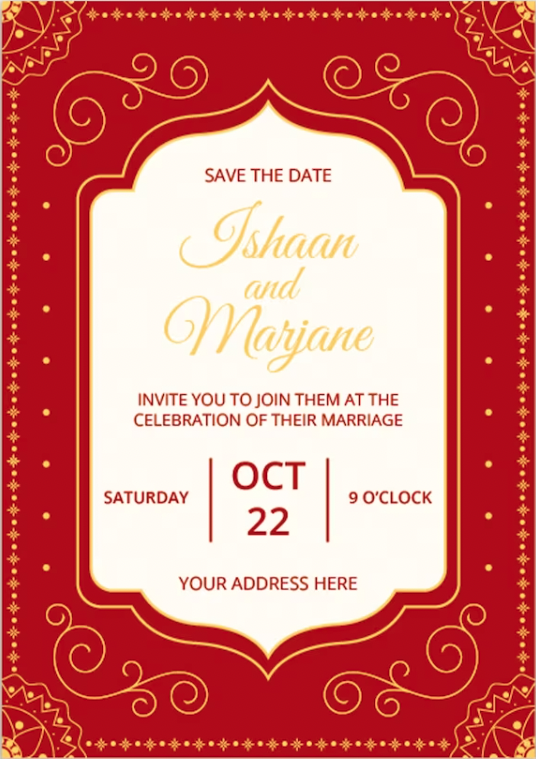 SAVE THE DATE
Ishaan
and
Marjane
INVITE YOU TO JOIN THEM AT THE
CELEBRATION OF THEIR MARRIAGE
SATURDAY
OCT
22
9 O'CLOCK
YOUR ADDRESS HERE